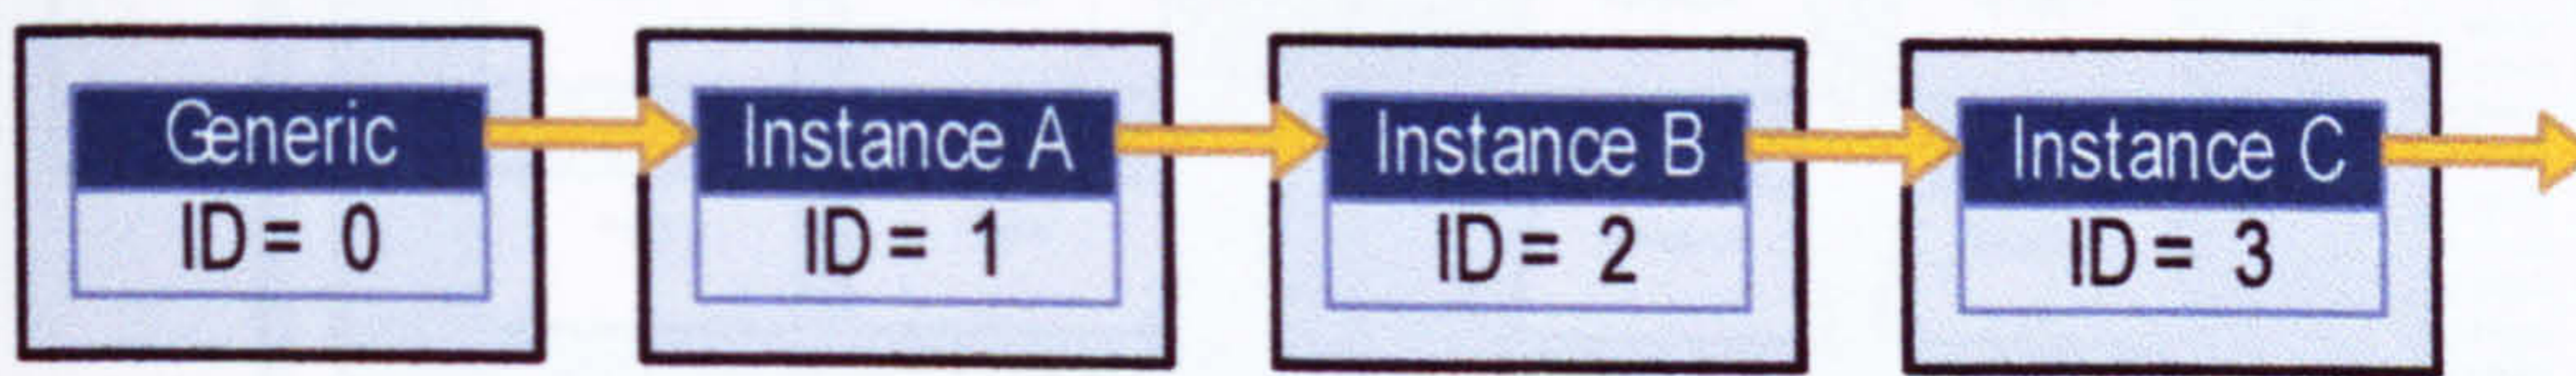 Generic
ID = 0
Instance A
ID = 1
Instance B
ID = 2
Instance C
ID = 3